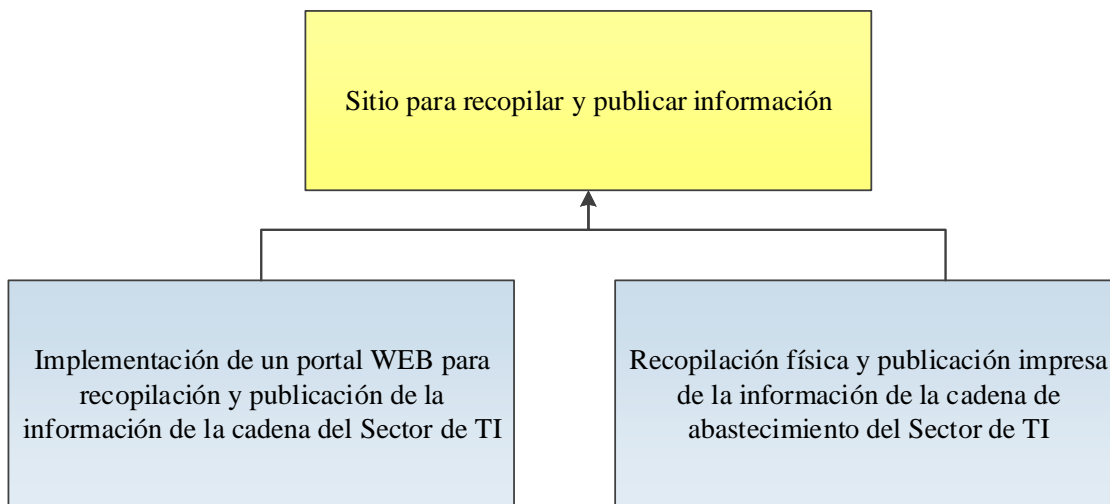 Sitio para recopilar y publicar información
Implementación de un portal WEB para
recopilación y publicación de la
información de la cadena del Sector de TI
Recopilación física y publicación impresa
de la información de la cadena de
abastecimiento del Sector de TI